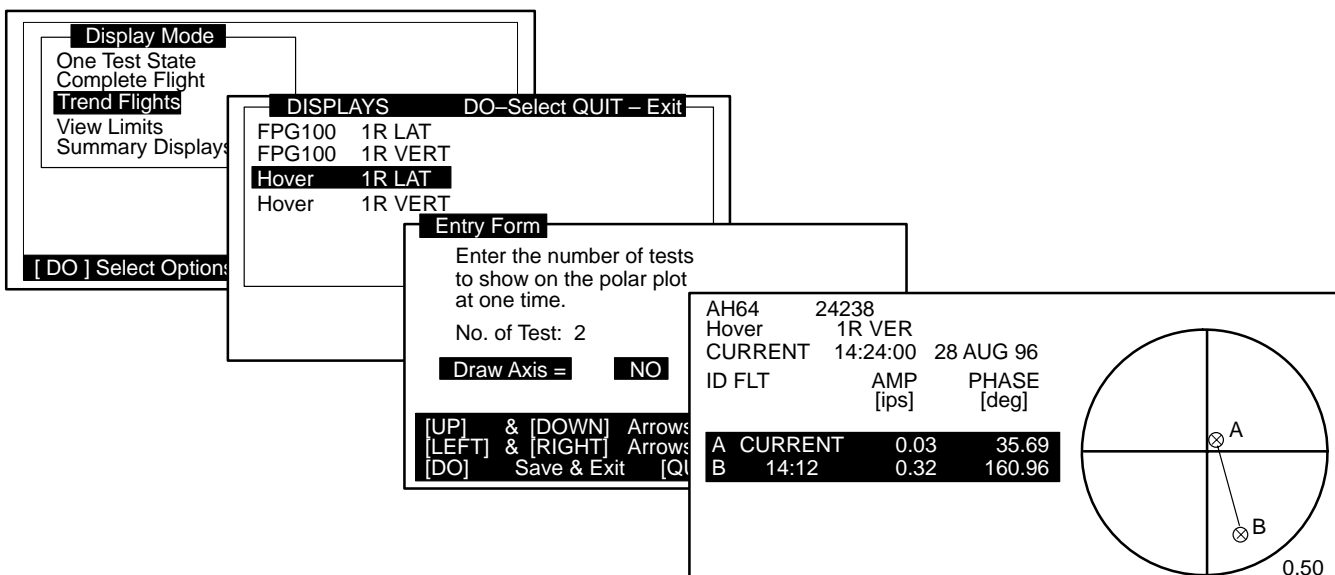 Display Mode
One Test State
Complete Flight
Trend Flights
View Limits
Summary Displays
[ DO ] Select Options
DISPLAYS DO–Select QUIT – Exit
FPG100 1R LAT
FPG100 1R VERT
Hover 1R LAT
Hover 1R VERT
Entry Form
Enter the number of tests
to show on the polar plot
at one time.
No. of Test: 2
Draw Axis = NO
[UP] & [DOWN] Arrows
[LEFT] & [RIGHT] Arrows
[DO] Save & Exit [QU
AH64 24238
Hover 1R VER
CURRENT 14:24:00 28 AUG 96
ID FLT AMP PHASE
[ips] [deg]
A CURRENT 0.03 35.69
B 14:12 0.32 160.96
A
B
0.50